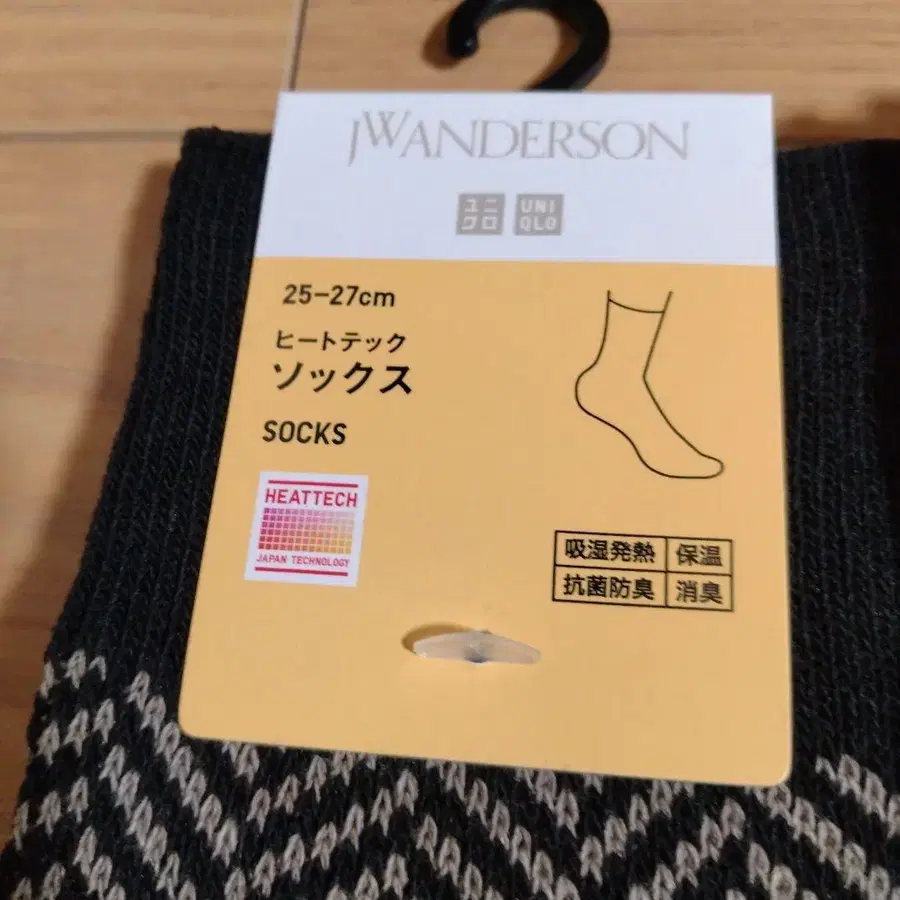 JWANDERSON
ユニクロ UNIQLO
25-27cm
ヒートテック
ソックス
SOCKS
HEATTECH
JAPAN TECHNOLOGY
吸湿発熱 保温
抗菌防臭 消臭